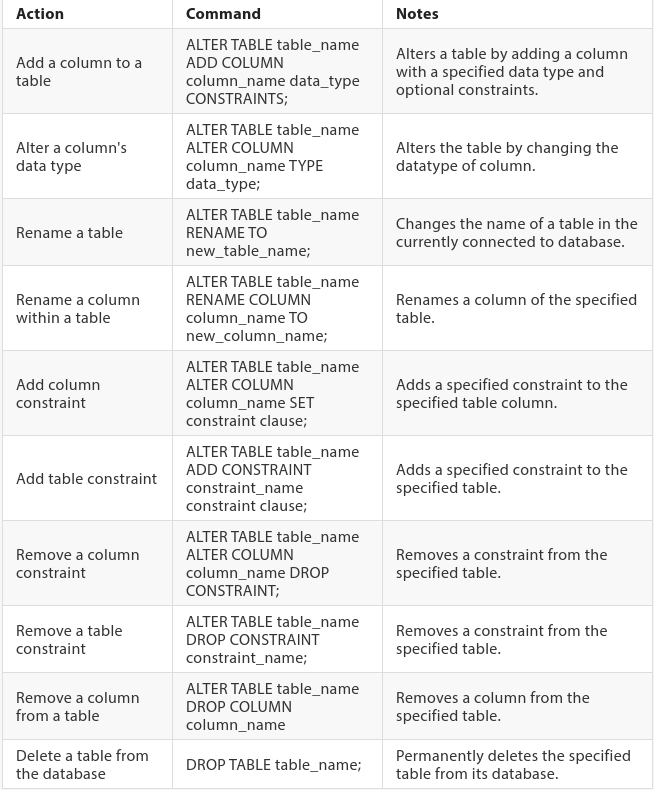 Action
Command
Notes
Add a column to a
table
ALTER TABLE table_name
ADD COLUMN
column_name data_type
CONSTRAINTS;
Alters a table by adding a column
with a specified data type and
optional constraints.
Alter a column's
data type
ALTER TABLE table_name
ALTER COLUMN
column_name TYPE
data_type;
Alters the table by changing the
datatype of column.
Rename a table
ALTER TABLE table_name
RENAME TO
new_table_name;
Changes the name of a table in the
currently connected to database.
Rename a column
within a table
ALTER TABLE table_name
RENAME COLUMN
column_name TO
new_column_name;
Renames a column of the specified
table.
Add column
constraint
ALTER TABLE table_name
ALTER COLUMN
column_name SET
constraint clause;
Adds a specified constraint to the
specified table column.
Add table constraint
ALTER TABLE table_name
ADD CONSTRAINT
constraint_name
constraint clause;
Adds a specified constraint to the
specified table.
Remove a column
constraint
ALTER TABLE table_name
ALTER COLUMN
column_name DROP
CONSTRAINT;
Removes a constraint from the
specified table.
Remove a table
constraint
ALTER TABLE table_name
DROP CONSTRAINT
constraint_name;
Removes a constraint from the
specified table.
Remove a column
from a table
ALTER TABLE table_name
DROP COLUMN
column_name
Removes a column from the
specified table.
Delete a table from
the database
DROP TABLE table_name;
Permanently deletes the specified
table from its database.